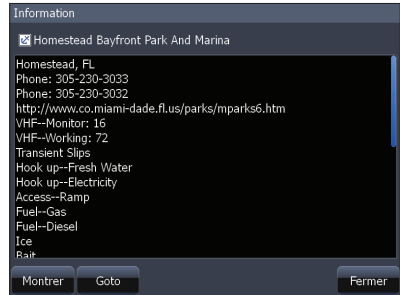 Information
Homestead Bayfront Park And Marina
Homestead, FL
Phone: 305-230-3033
Phone: 305-230-3032
http://www.co.miami-dade.fl.us/parks/mparks6.htm
VHF--Monitor: 16
VHF--Working: 72
Transient Slips
Hook up--Fresh Water
Hook up--Electricity
Access--Ramp
Fuel--Gas
Fuel--Diesel
Ice
Bait
Montrer
Goto
Fermer